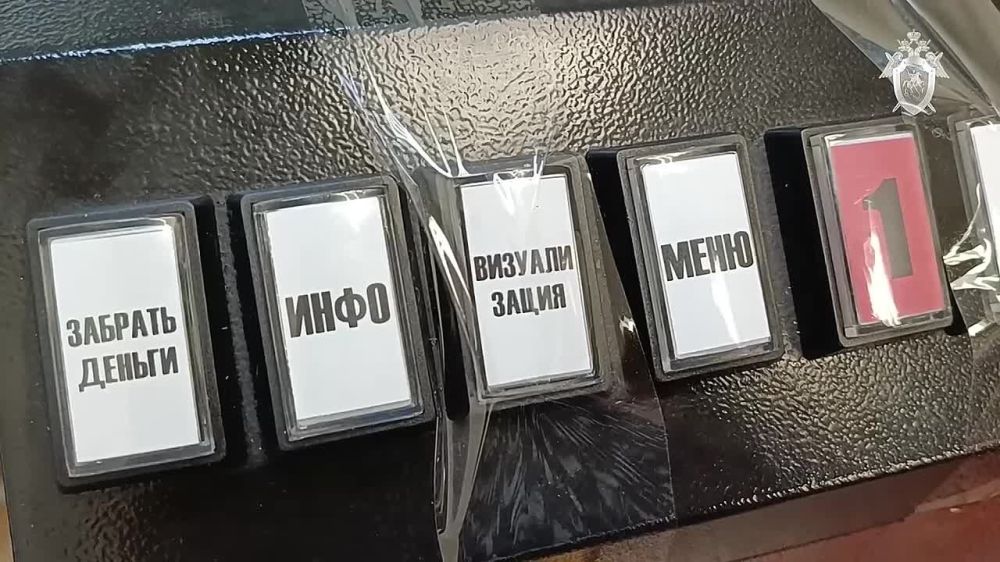 ЗАБРАТЬ
ДЕНЬГИ
ИНФО
ВИЗУАЛИ
ЗАЦИЯ
МЕНЮ
1